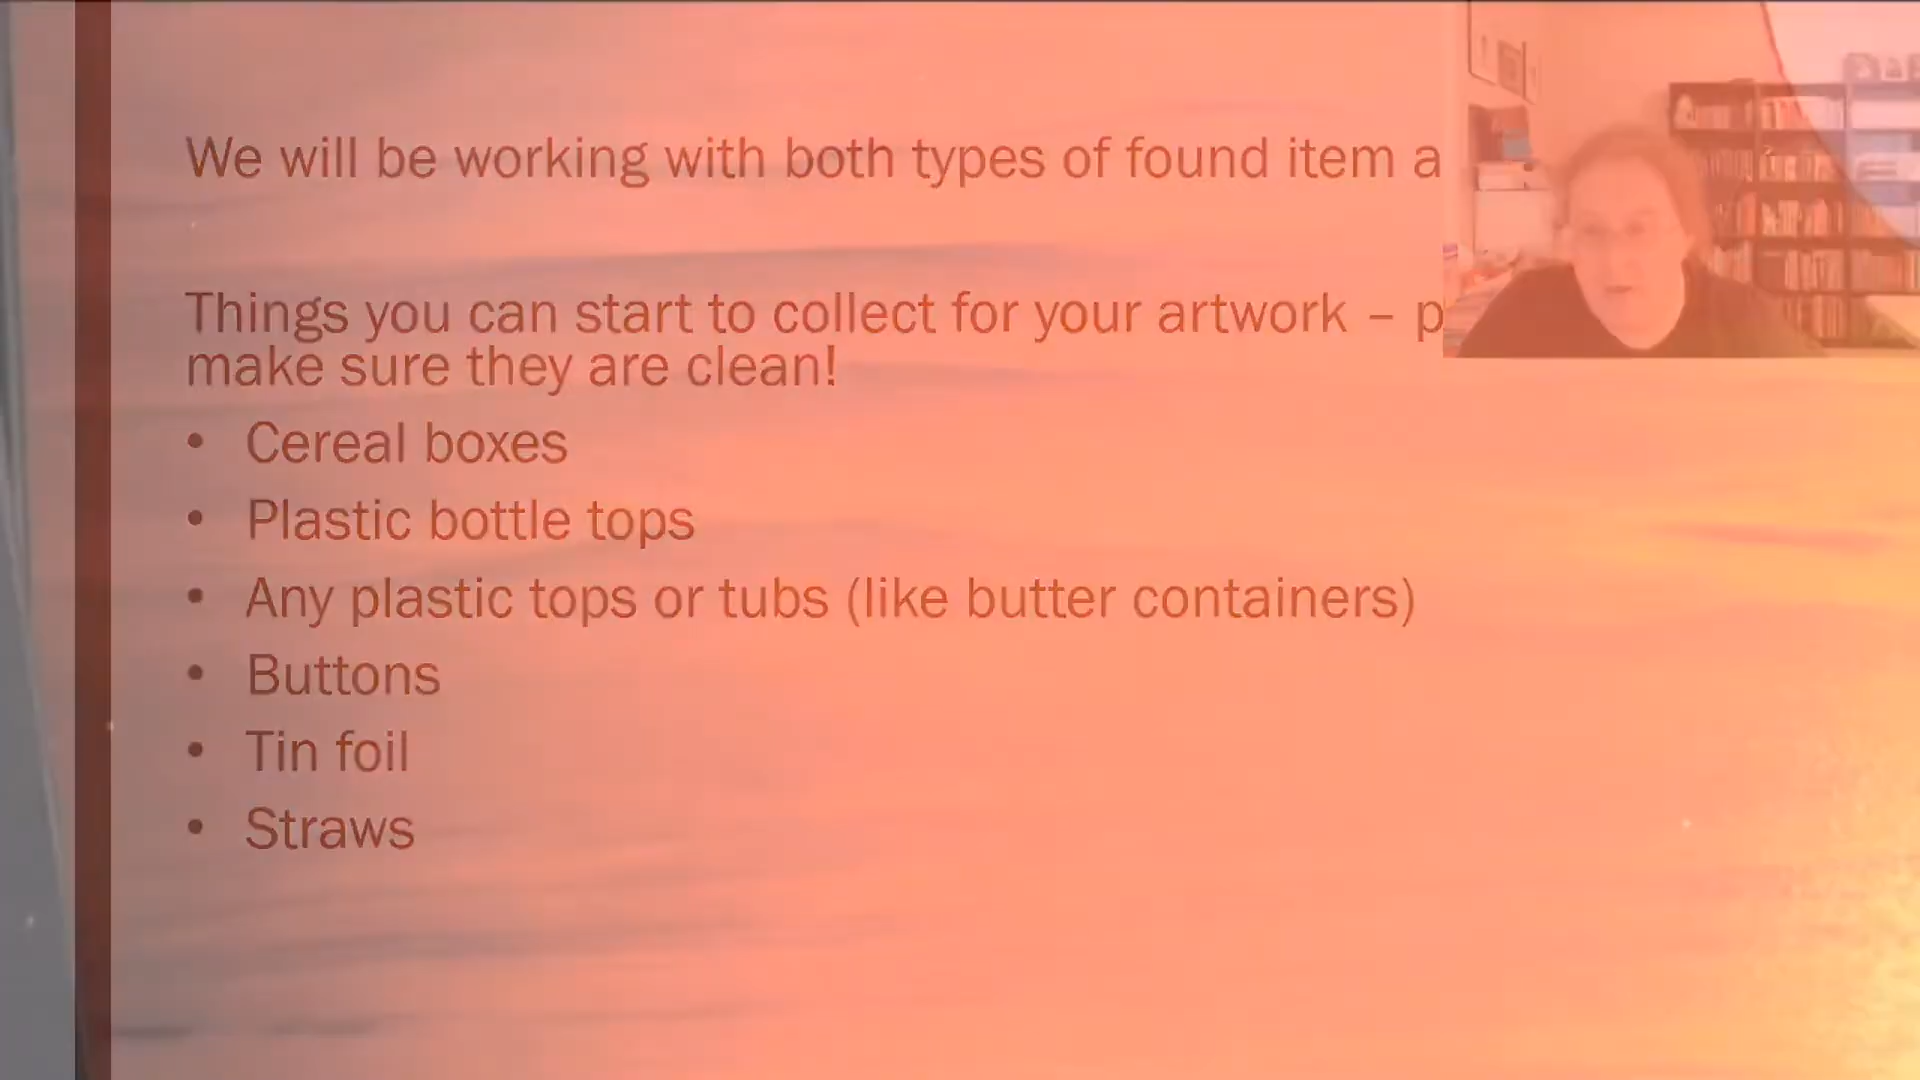 We will be working with both types of found item a
Things you can start to collect for your artwork – p
make sure they are clean!
• Cereal boxes
• Plastic bottle tops
• Any plastic tops or tubs (like butter containers)
• Buttons
• Tin foil
• Straws